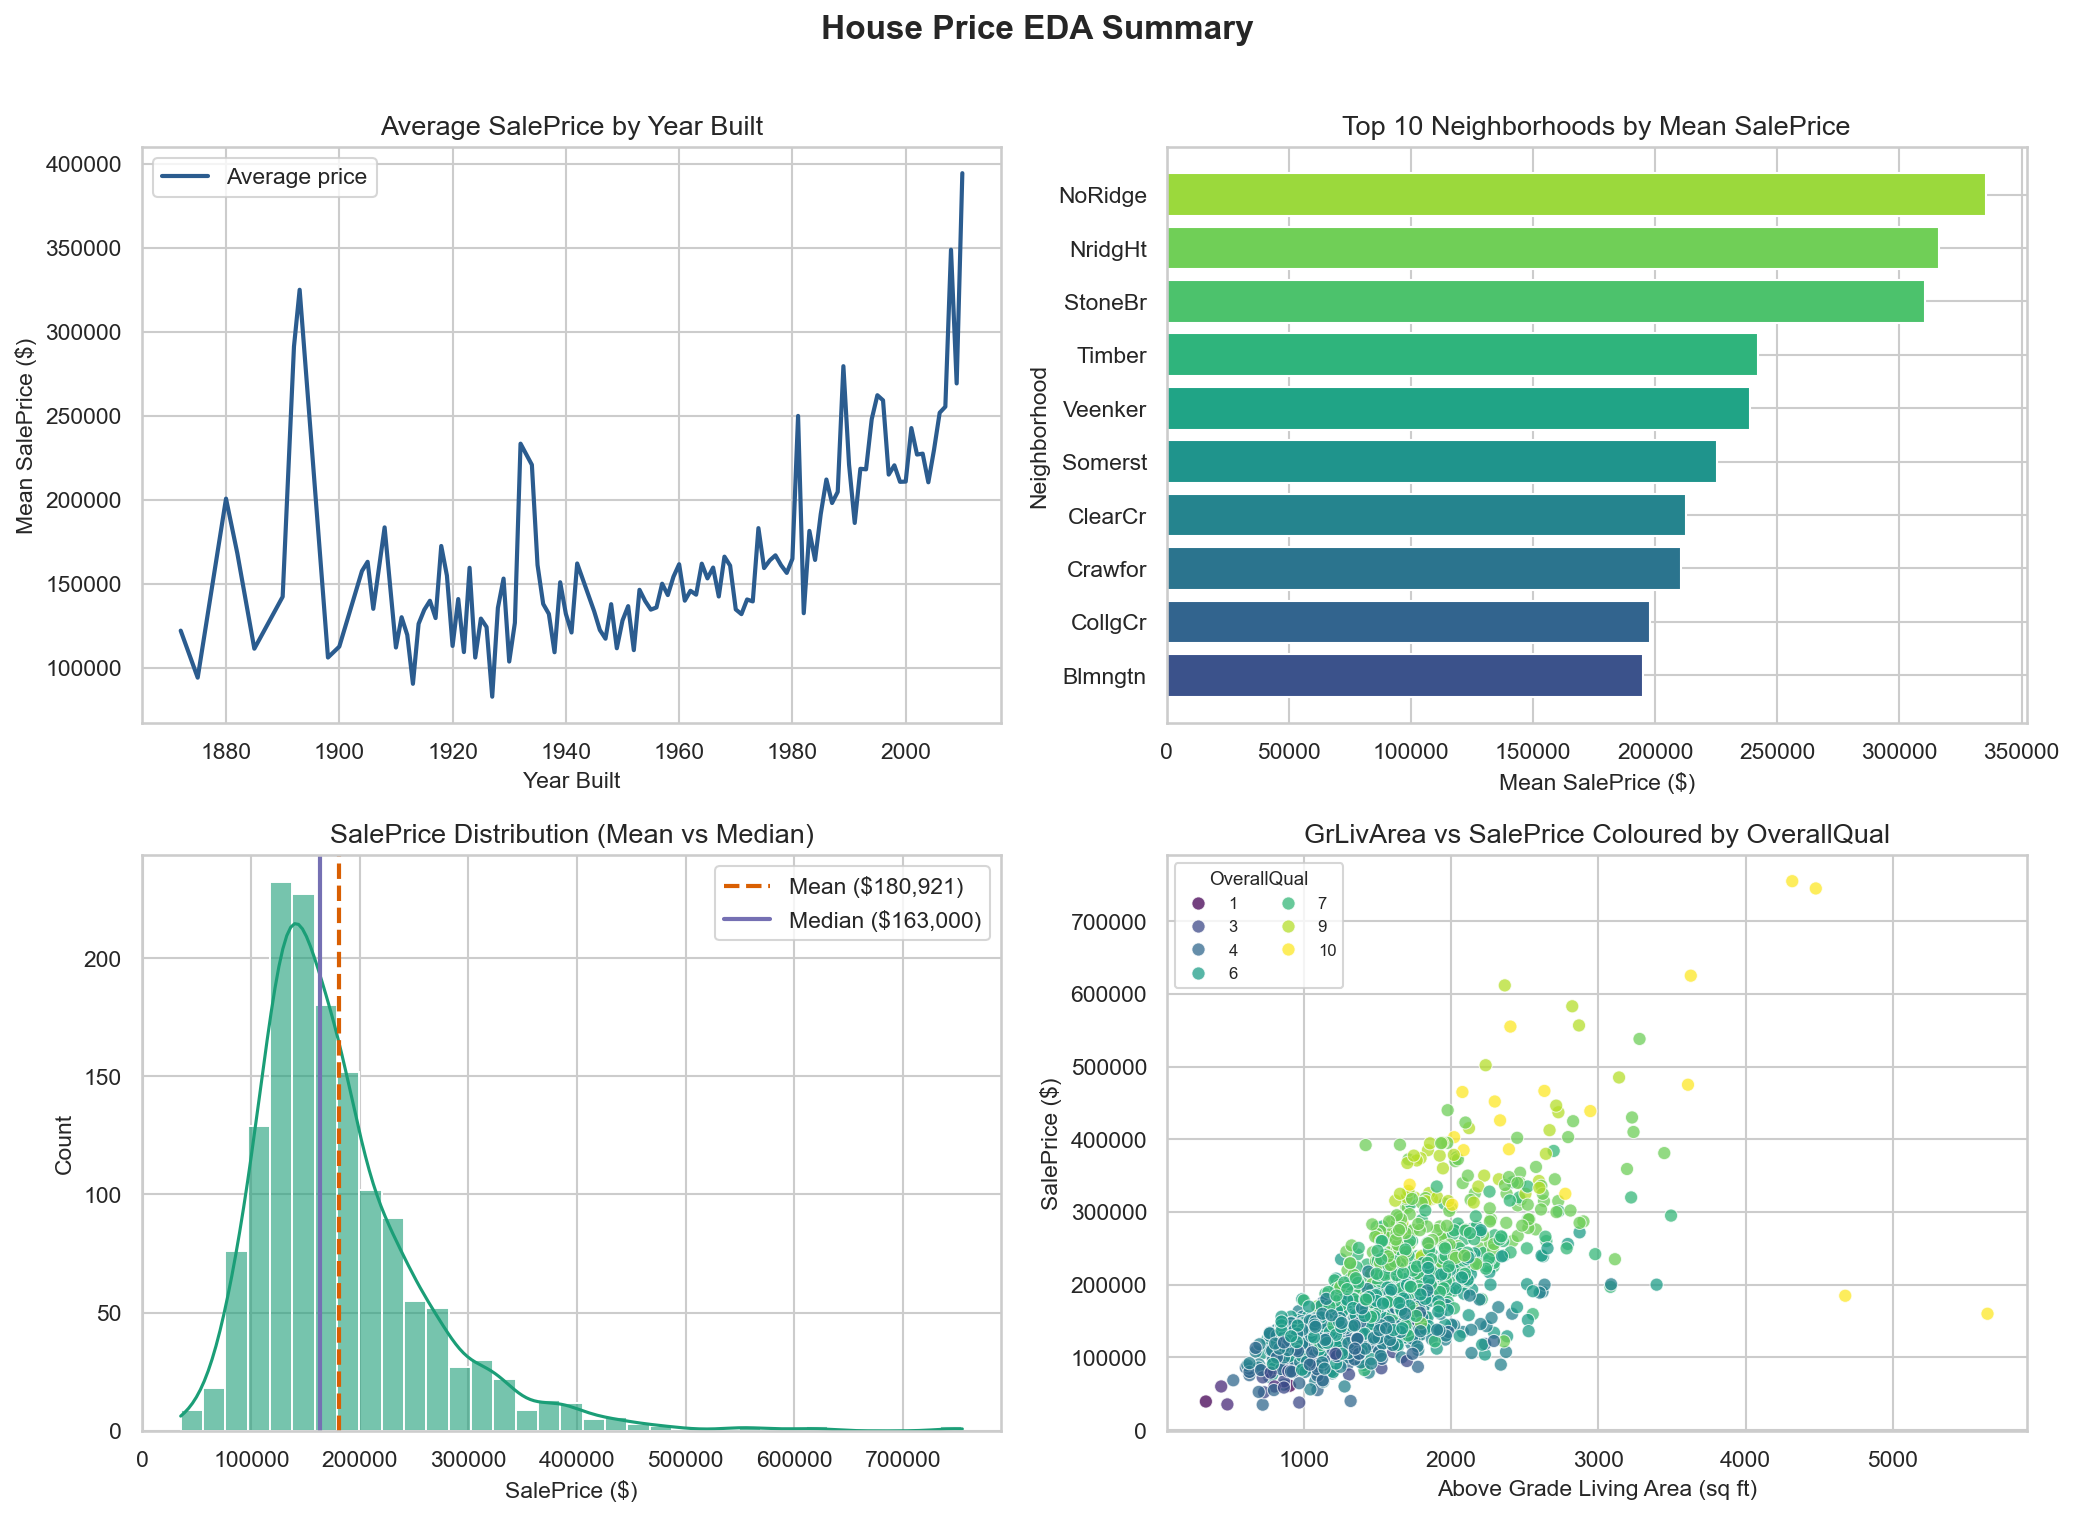 House Price EDA Summary
Average SalePrice by Year Built
Average price
400000
350000
300000
250000
200000
150000
100000
Mean SalePrice ($)
1880 1900 1920 1940 1960 1980 2000
Year Built
Top 10 Neighborhoods by Mean SalePrice
Neighborhood
NoRidge
NridgHt
StoneBr
Timber
Veenker
Somerst
ClearCr
Crawfor
CollgCr
Blmngtn
0 50000 100000 150000 200000 250000 300000 350000
Mean SalePrice ($)
SalePrice Distribution (Mean vs Median)
Mean ($180,921)
Median ($163,000)
200
150
100
50
0
Count
0 100000 200000 300000 400000 500000 600000 700000
SalePrice ($)
GrLivArea vs SalePrice Coloured by OverallQual
OverallQual
1 7
3 9
4 10
6
700000
600000
500000
400000
300000
200000
100000
0
SalePrice ($)
1000 2000 3000 4000 5000
Above Grade Living Area (sq ft)